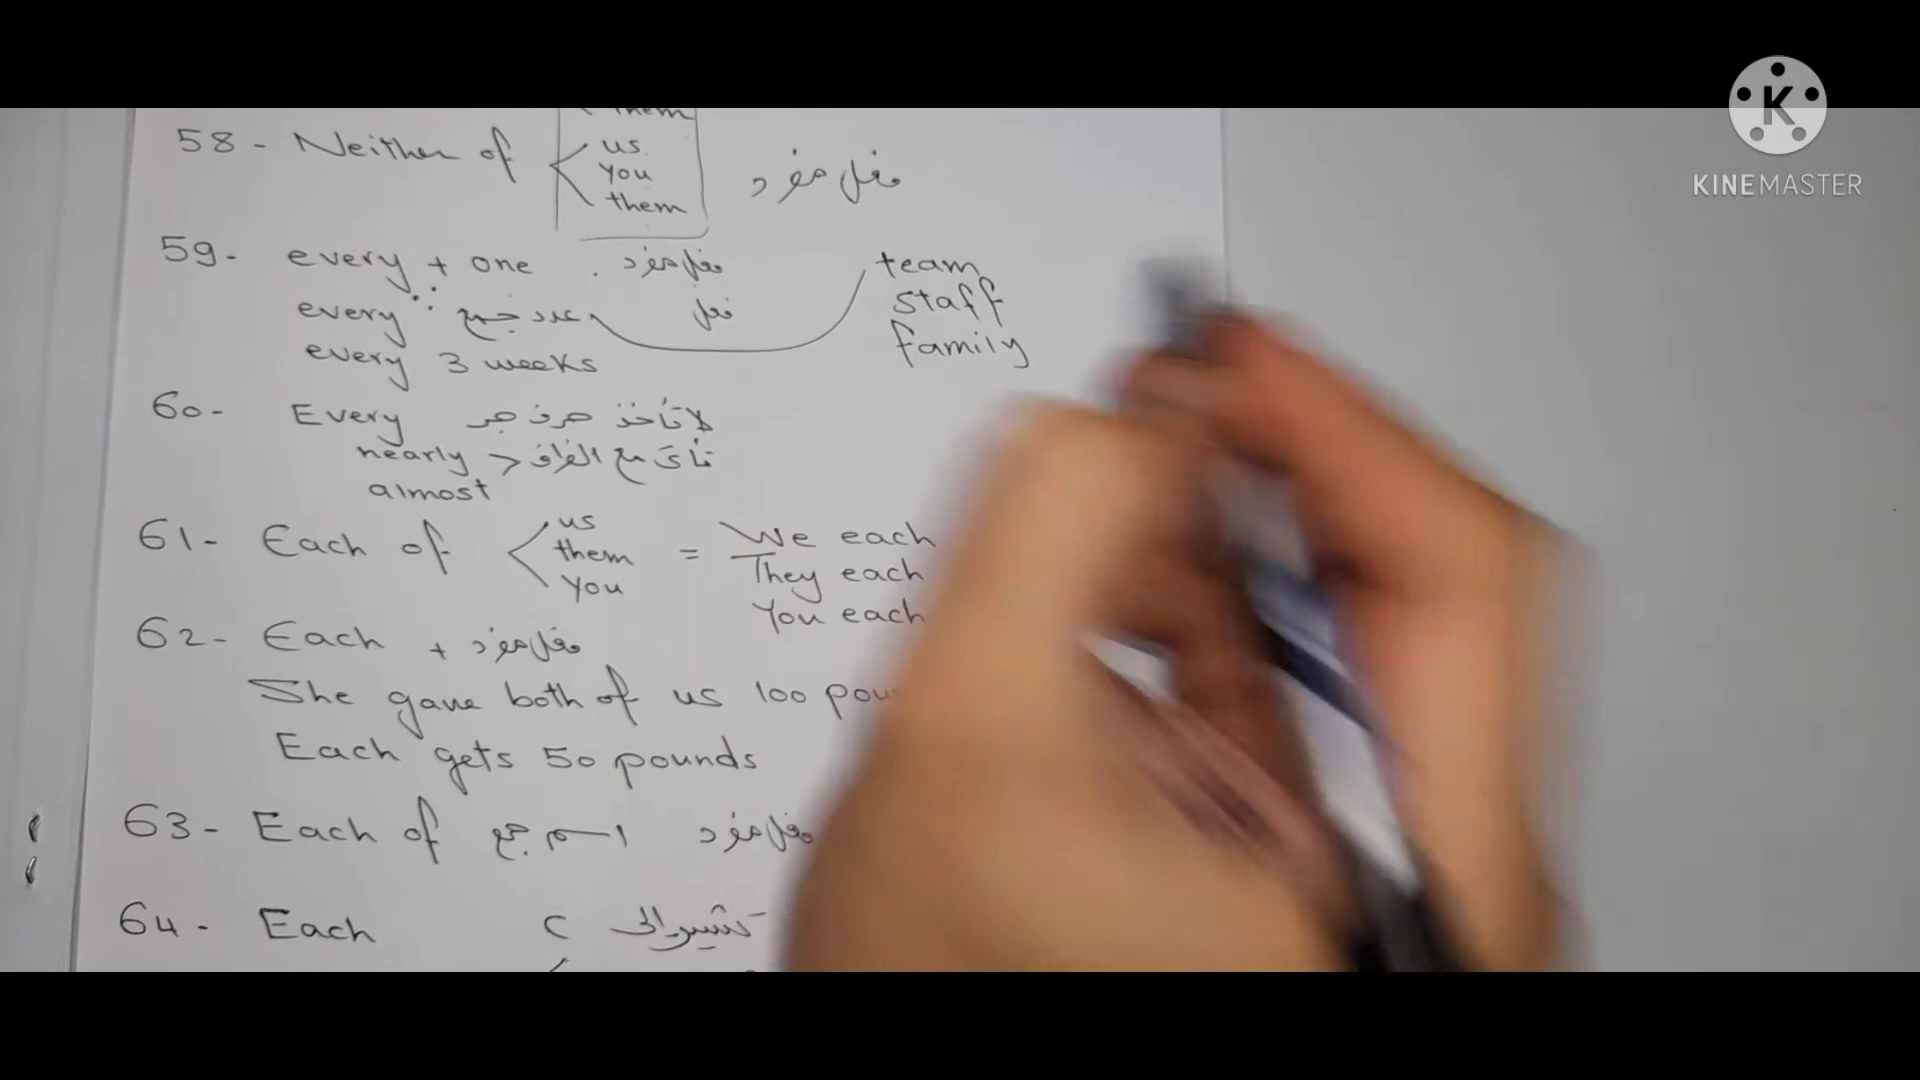 them
58 - Neither of us فعل مفرد
you
them
59 - every + one . فعل مفرد team
every عدد جمع فعل staff
every 3 weeks family
60 - Every لا تأخذ حرف جر
nearly > تأتى مع
almost
61 - Each of < us = We each
them They each
you You each
62 - Each + فعل مفرد
She gave both of us 100
Each gets 50 pounds
63 - Each of اسم جمع فعل مفرد
64 - Each
K
KINEMASTER